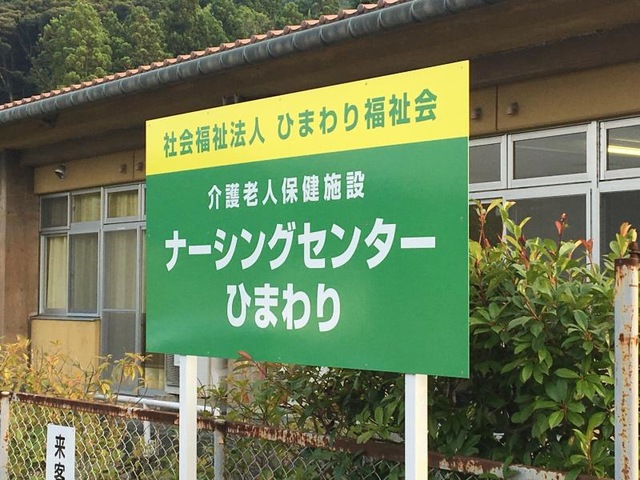 社会福祉法人 ひまわり福祉会
介護老人保健施設
ナーシングセンター
ひまわり
来客